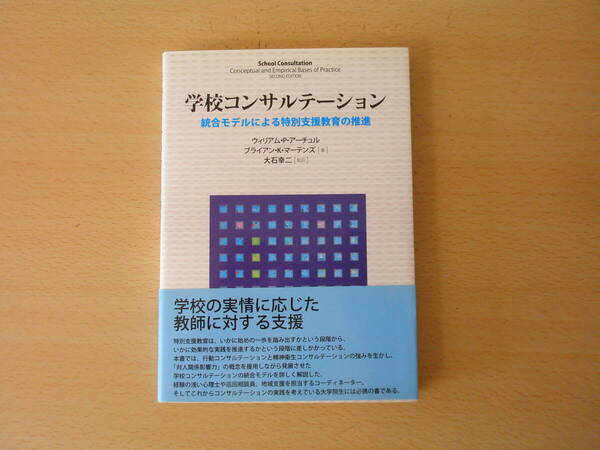 School Consultation
Conceptual and Empirical Bases of Practice
SECOND EDITION
学校コンサルテーション
統合モデルによる特別支援教育の推進
ウィリアム・P・アーチュル
ブライアン・K・マーテンズ[著]
大石幸二[監訳]
学校の実情に応じた
教師に対する支援
特別支援教育は、いかに始めの一歩を踏み出すかという段階から、
いかに効果的な実践を推進するかという段階に差しかかっている。
本書では、行動コンサルテーションと精神衛生コンサルテーションの強みを生かし、
「対人関係影響力」の概念を援用しながら発展させた
学校コンサルテーションの統合モデルを詳しく解説した。
経験の浅い心理士や巡回相談員、地域支援を担当するコーディネーター、
そしてこれからコンサルテーションの実践を考えている大学院生には必携の書である。